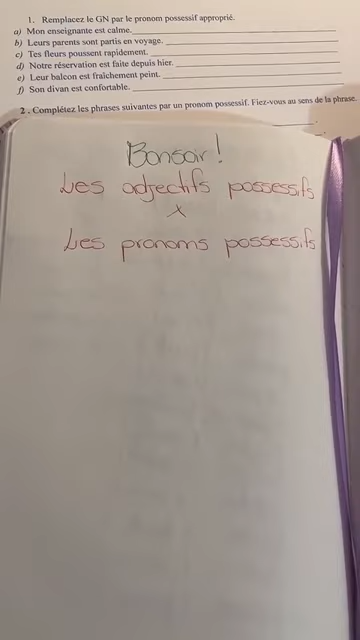 1. Remplacez le GN par le pronom possessif approprié.
a) Mon enseignante est calme.
b) Leurs parents sont partis en voyage.
c) Tes fleurs poussent rapidement.
d) Notre réservation est faite depuis hier.
e) Leur balcon est fraîchement peint.
f) Son divan est confortable.
2. Complétez les phrases suivantes par un pronom possessif. Fiez-vous au sens de la phrase.
Bonsoir!
Les adjectifs possessifs
x
Les pronoms possessifs